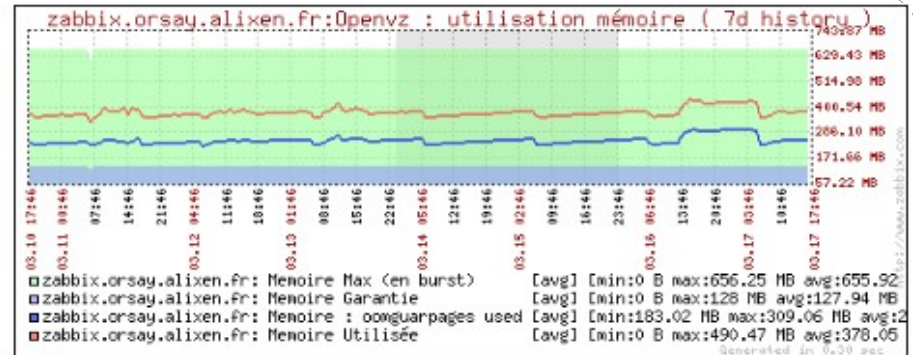 zabbix.orsay.alixen.fr:Openvz : utilisation mémoire ( 7d history )
743.87 MB
629.43 MB
514.98 MB
400.54 MB
286.10 MB
171.66 MB
57.22 MB
03.10 17:46
03.11 00:46
07:46
14:46
21:46
03.12 04:46
11:46
18:46
03.13 01:46
08:46
15:46
22:46
03.14 05:46
12:46
19:46
03.15 02:46
09:46
16:46
23:46
03.16 06:46
13:46
20:46
03.17 03:46
10:46
03.17 17:46
http://www.zabbix.com
zabbix.orsay.alixen.fr: Memoire Max (en burst) [avg] [min:0 B max:656.25 MB avg:655.92
zabbix.orsay.alixen.fr: Memoire Garantie [avg] [min:0 B max:128 MB avg:127.94 MB
zabbix.orsay.alixen.fr: Memoire : oomguarpages used [avg] [min:183.02 MB max:309.06 MB avg:2
zabbix.orsay.alixen.fr: Memoire Utilisée [avg] [min:0 B max:490.47 MB avg:378.05
Generated in 0.30 sec